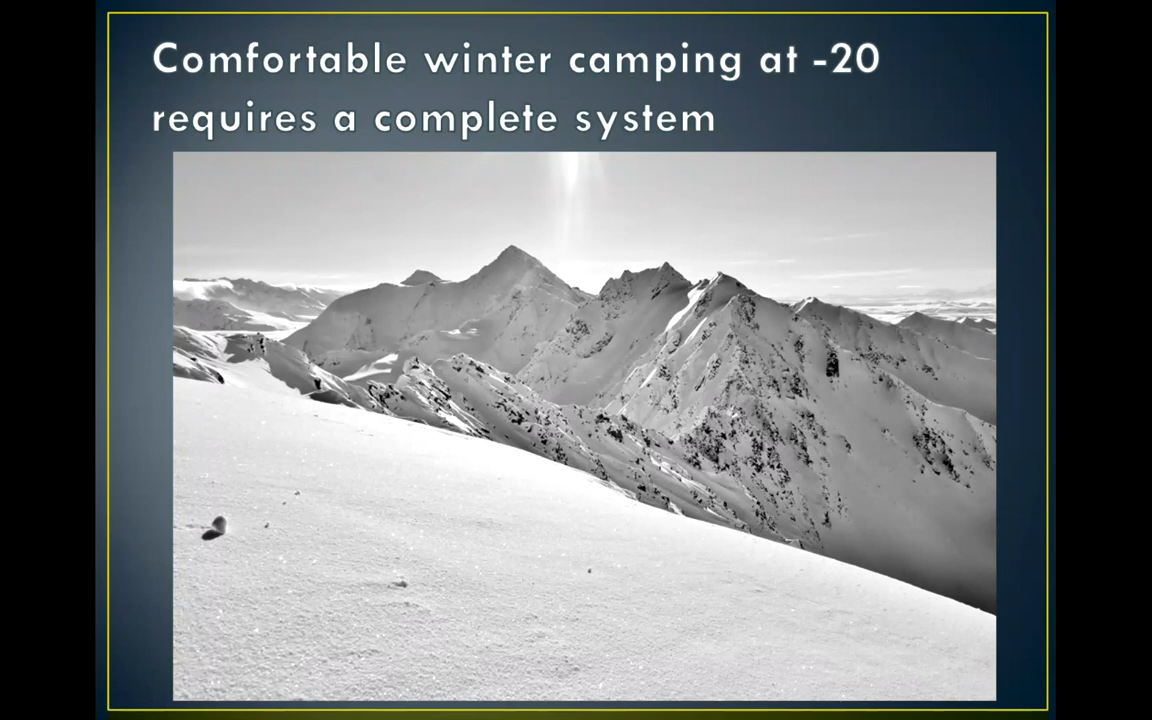 Comfortable winter camping at -20
requires a complete system